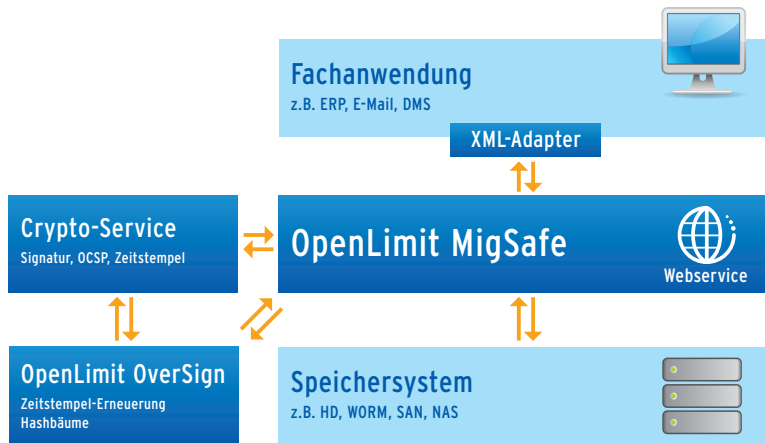 Fachanwendung
z.B. ERP, E-Mail, DMS
XML-Adapter
Crypto-Service
Signatur, OCSP, Zeitstempel
OpenLimit MigSafe
Webservice
OpenLimit OverSign
Zeitstempel-Erneuerung
Hashbäume
Speichersystem
z.B. HD, WORM, SAN, NAS